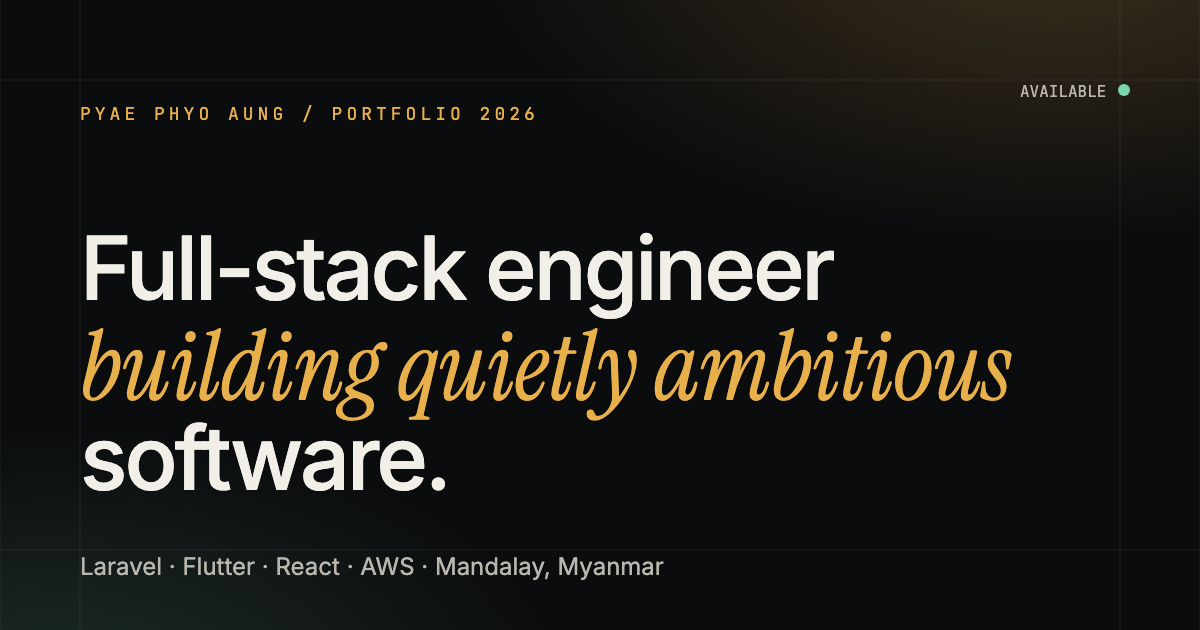 PYAE PHYO AUNG / PORTFOLIO 2026
AVAILABLE
Full-stack engineer
building quietly ambitious
software.
Laravel · Flutter · React · AWS · Mandalay, Myanmar